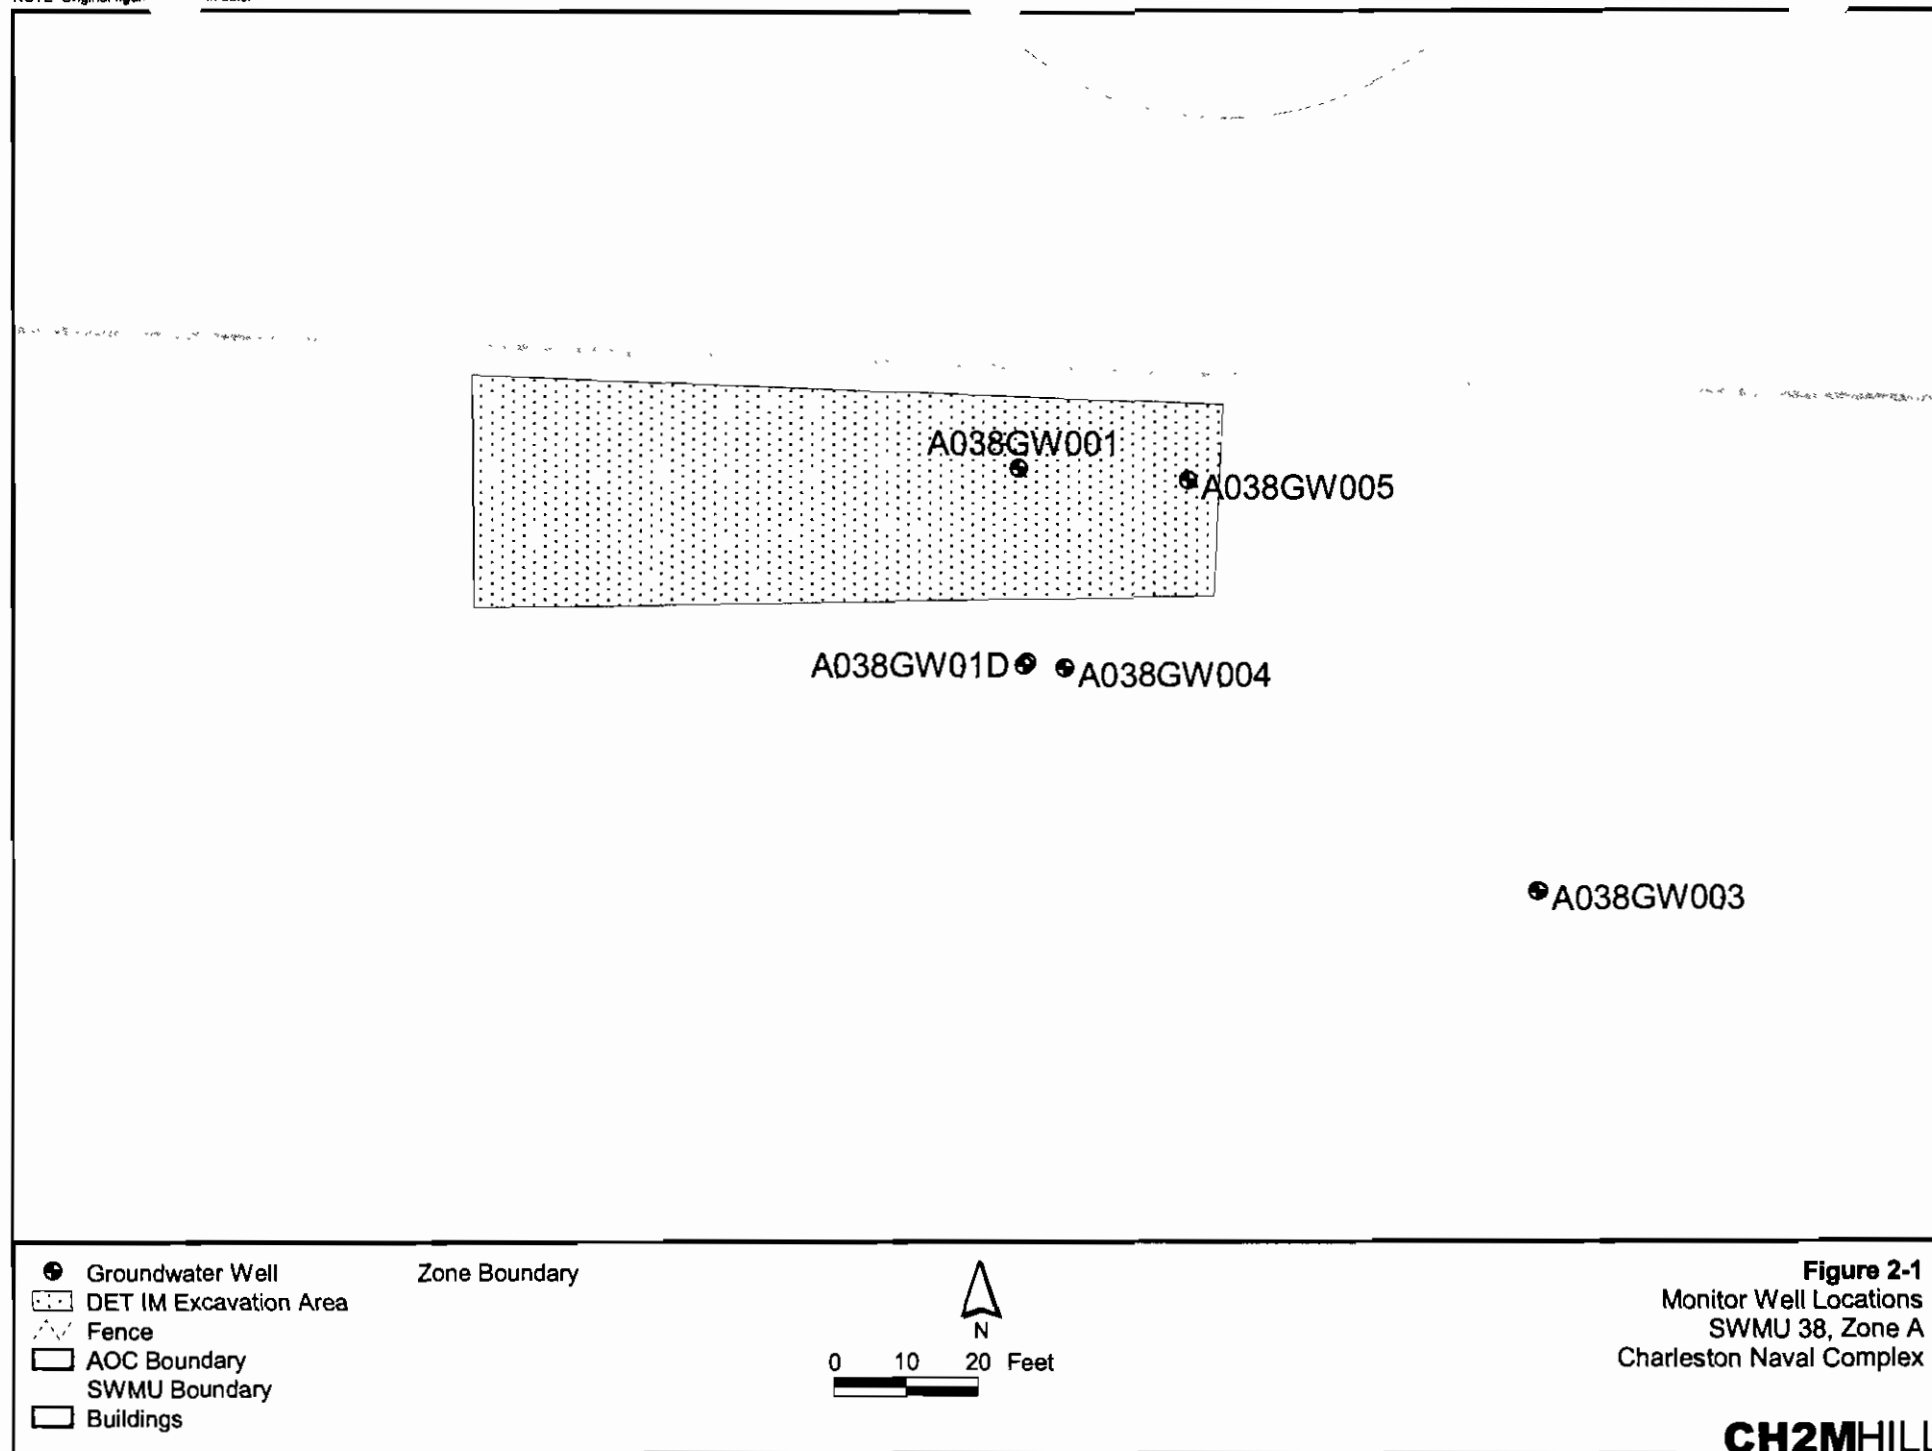 A038GW001
A038GW005
A038GW01D
A038GW004
A038GW003
Groundwater Well
DET IM Excavation Area
Fence
AOC Boundary
SWMU Boundary
Buildings
Zone Boundary
N
0 10 20 Feet
Figure 2-1
Monitor Well Locations
SWMU 38, Zone A
Charleston Naval Complex
CH2MHILL